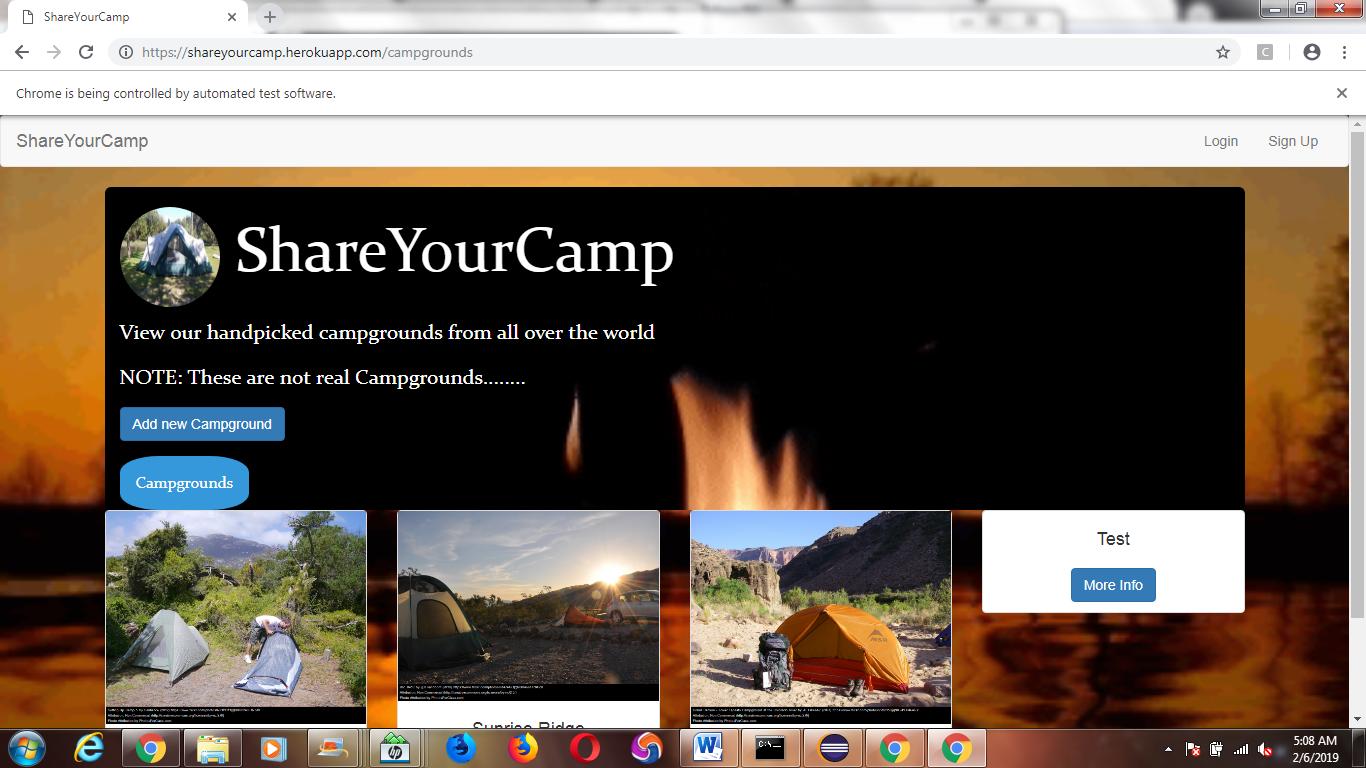 ShareYourCamp
https://shareyourcamp.herokuapp.com/campgrounds
C
Chrome is being controlled by automated test software.
ShareYourCamp
Login
Sign Up
ShareYourCamp
View our handpicked campgrounds from all over the world
NOTE: These are not real Campgrounds........
Add new Campground
Campgrounds
Test
More Info
Sunrise Ridge
5:08 AM
2/6/2019